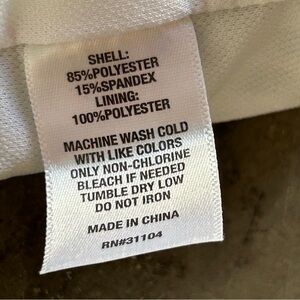 SHELL:
85%POLYESTER
15%SPANDEX
LINING:
100%POLYESTER
MACHINE WASH COLD
WITH LIKE COLORS
ONLY NON-CHLORINE
BLEACH IF NEEDED
TUMBLE DRY LOW
DO NOT IRON
MADE IN CHINA
RN#31104